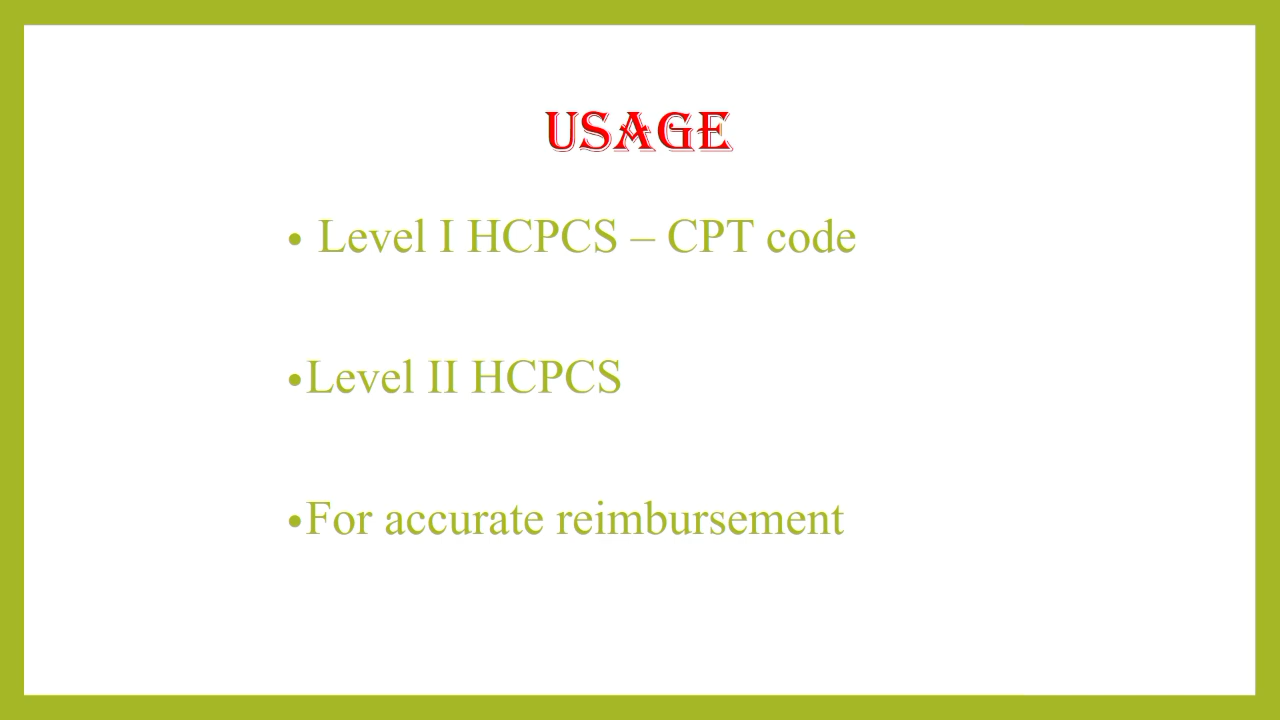 USAGE
• Level I HCPCS – CPT code
•Level II HCPCS
•For accurate reimbursement